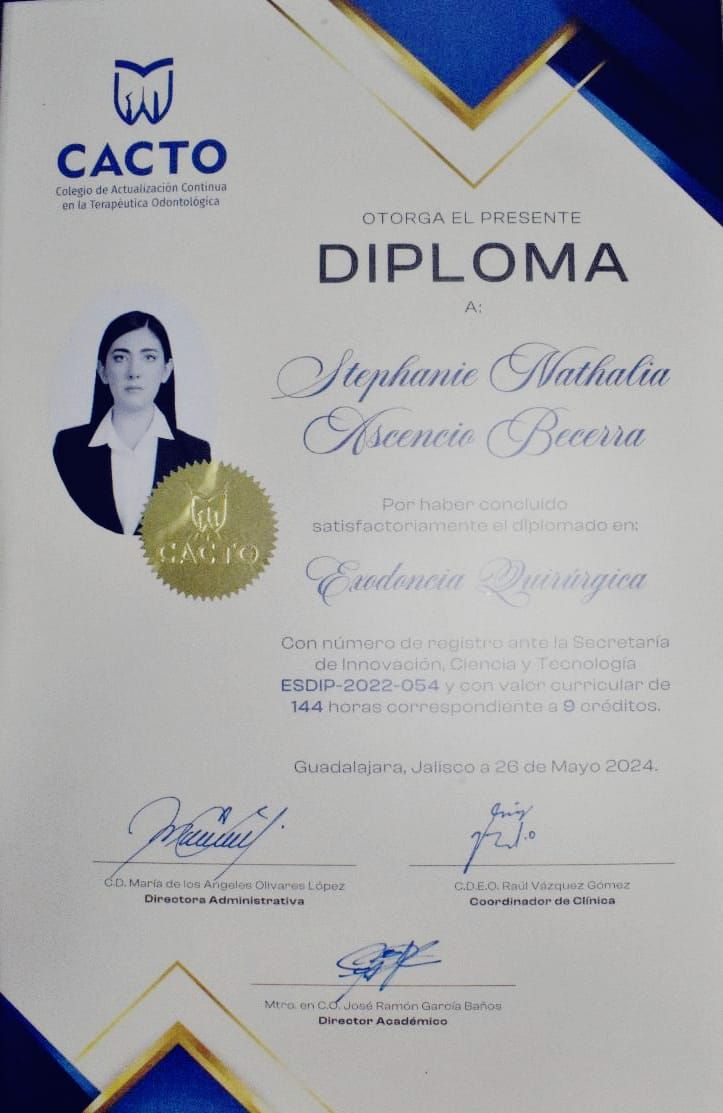 CACTO
Colegio de Actualización Continua
en la Terapéutica Odontológica
OTORGA EL PRESENTE
DIPLOMA
A:
Stephanie Nathalia
Ascencio Becerra
CACTO
Por haber concluido
satisfactoriamente el diplomado en:
Exodoncia Quirúrgica
Con número de registro ante la Secretaría
de Innovación, Ciencia y Tecnología
ESDIP-2022-054 y con valor curricular de
144 horas correspondiente a 9 créditos.
Guadalajara, Jalisco a 26 de Mayo 2024.
C.D. María de los Angeles Olivares López
Directora Administrativa
C.D.E.O. Raúl Vázquez Gómez
Coordinador de Clínica
Mtro. en C.O. José Ramón García Baños
Director Académico